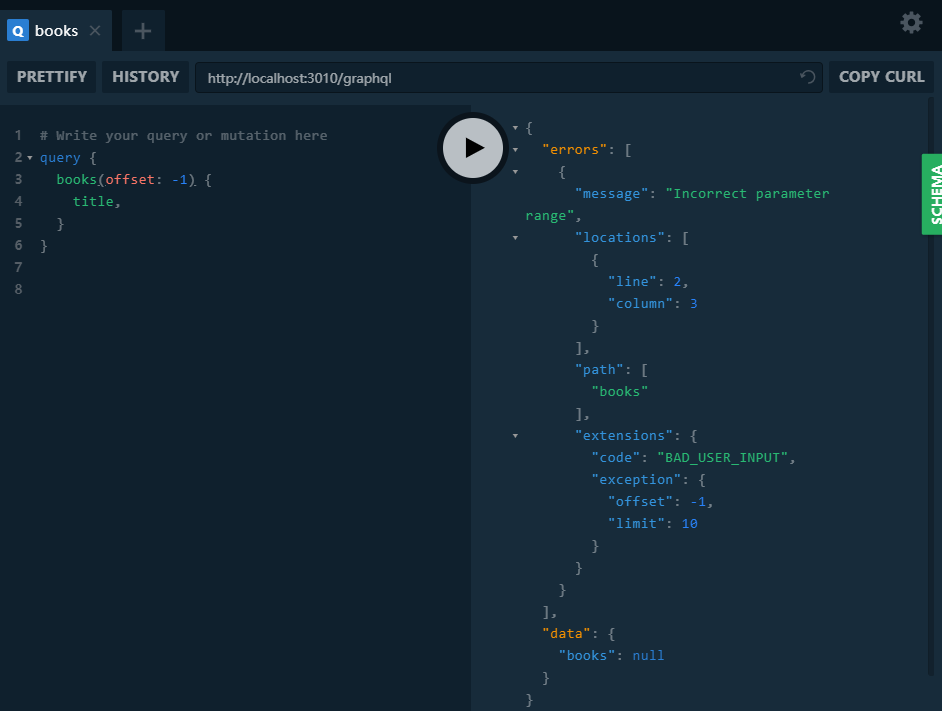 Q books
PRETTIFY HISTORY http://localhost:3010/graphql COPY CURL
1 # Write your query or mutation here
2 query {
3 books(offset: -1) {
4 title,
5 }
6 }
7
8
{
"errors": [
{
"message": "Incorrect parameter
range",
"locations": [
{
"line": 2,
"column": 3
}
],
"path": [
"books"
],
"extensions": {
"code": "BAD_USER_INPUT",
"exception": {
"offset": -1,
"limit": 10
}
}
}
],
"data": {
"books": null
}
}
SCHEMA